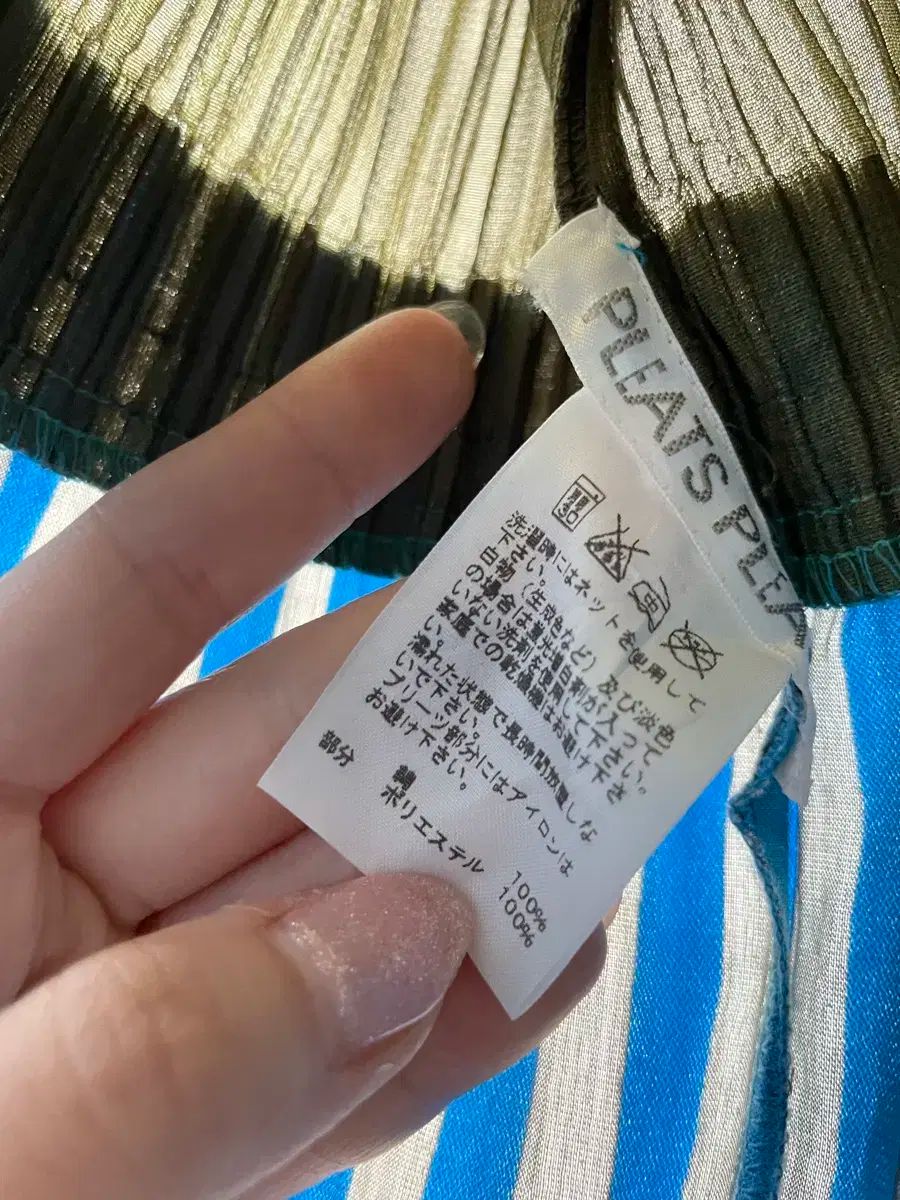 PLEATS PLEA
洗濯時にはネットを使用して
下さい。
白物(生成色など)及び淡色
の場合は蛍光増白剤が入って
いない洗剤を使用して下さい。
家庭での乾燥機はお避け下さ
い。
濡れた状態で長時間放置しな
いで下さい。
プリーツ部分にはアイロンは
お避け下さい。
綿 100%
部分 ポリエステル 100%